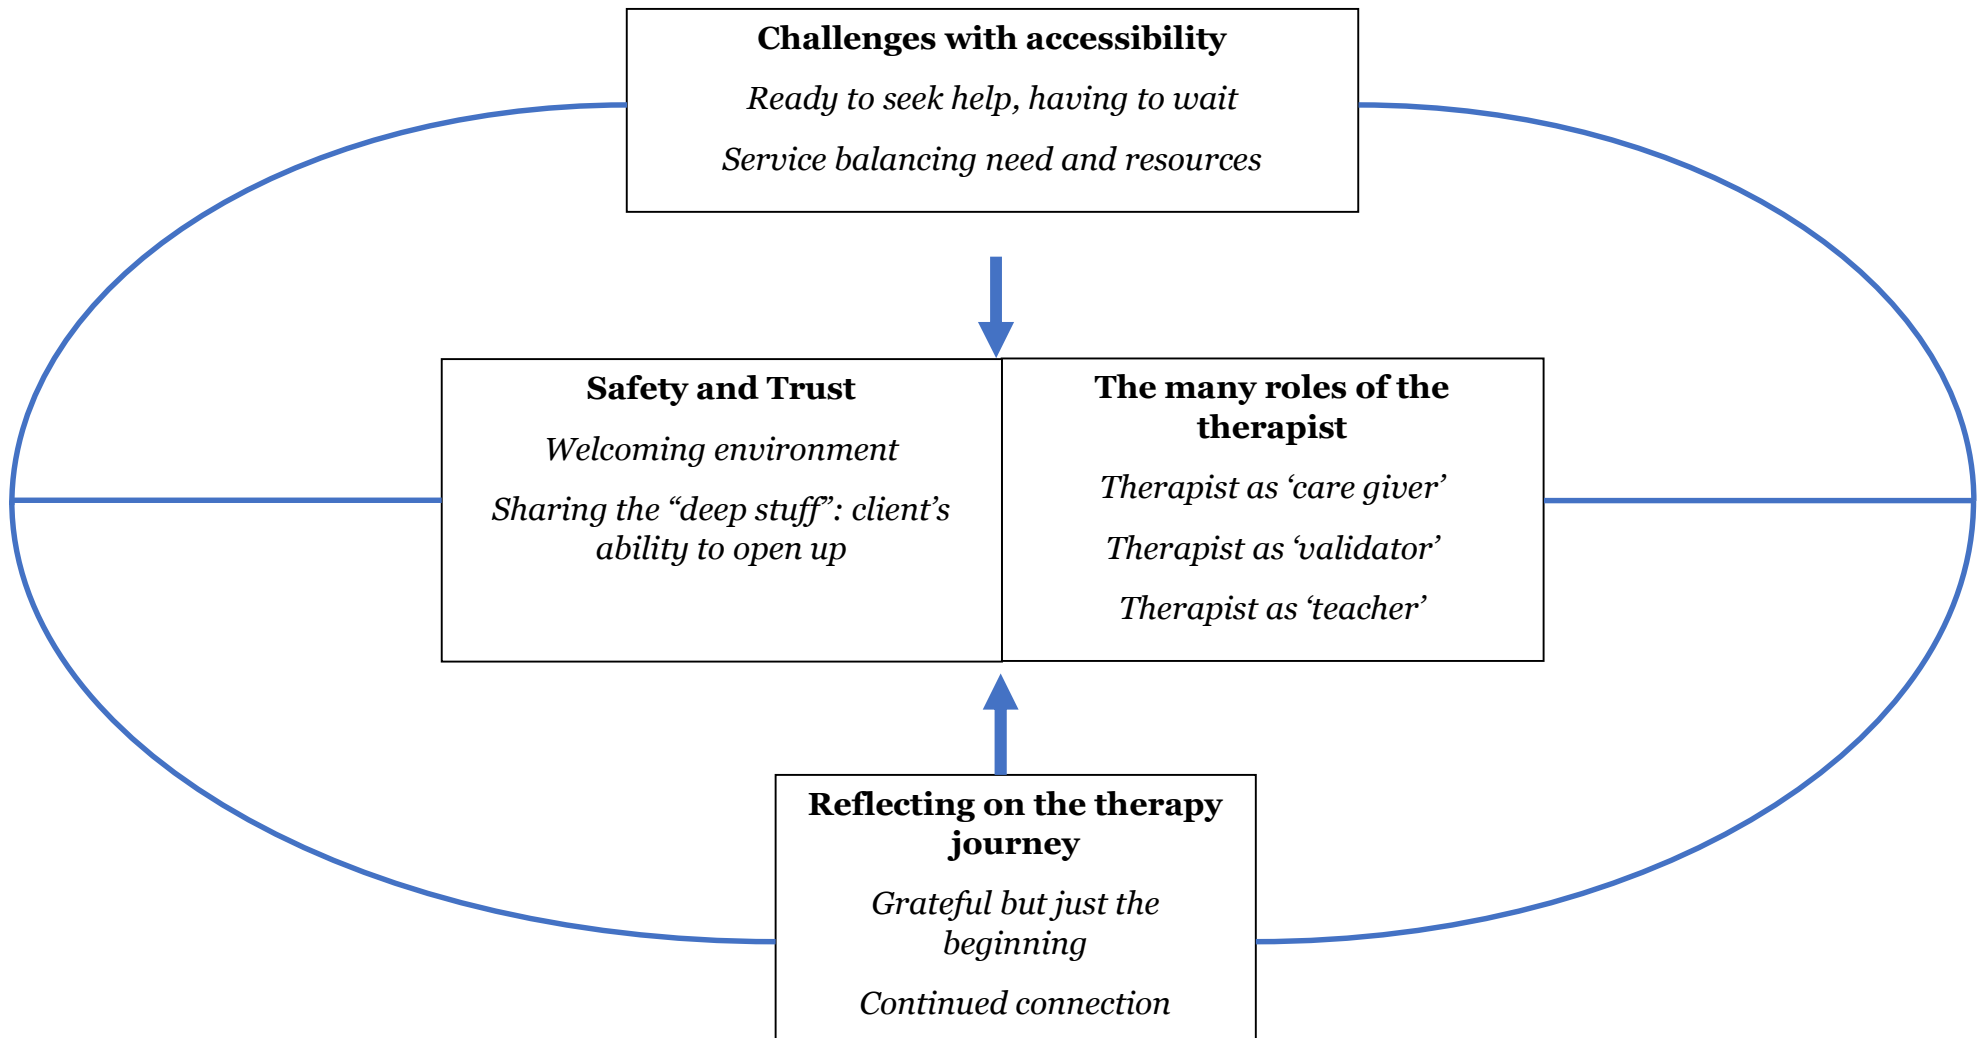 Challenges with accessibility
Ready to seek help, having to wait
Service balancing need and resources
Safety and Trust
Welcoming environment
Sharing the “deep stuff”: client’s
ability to open up
The many roles of the
therapist
Therapist as ‘care giver’
Therapist as ‘validator’
Therapist as ‘teacher’
Reflecting on the therapy
journey
Grateful but just the
beginning
Continued connection